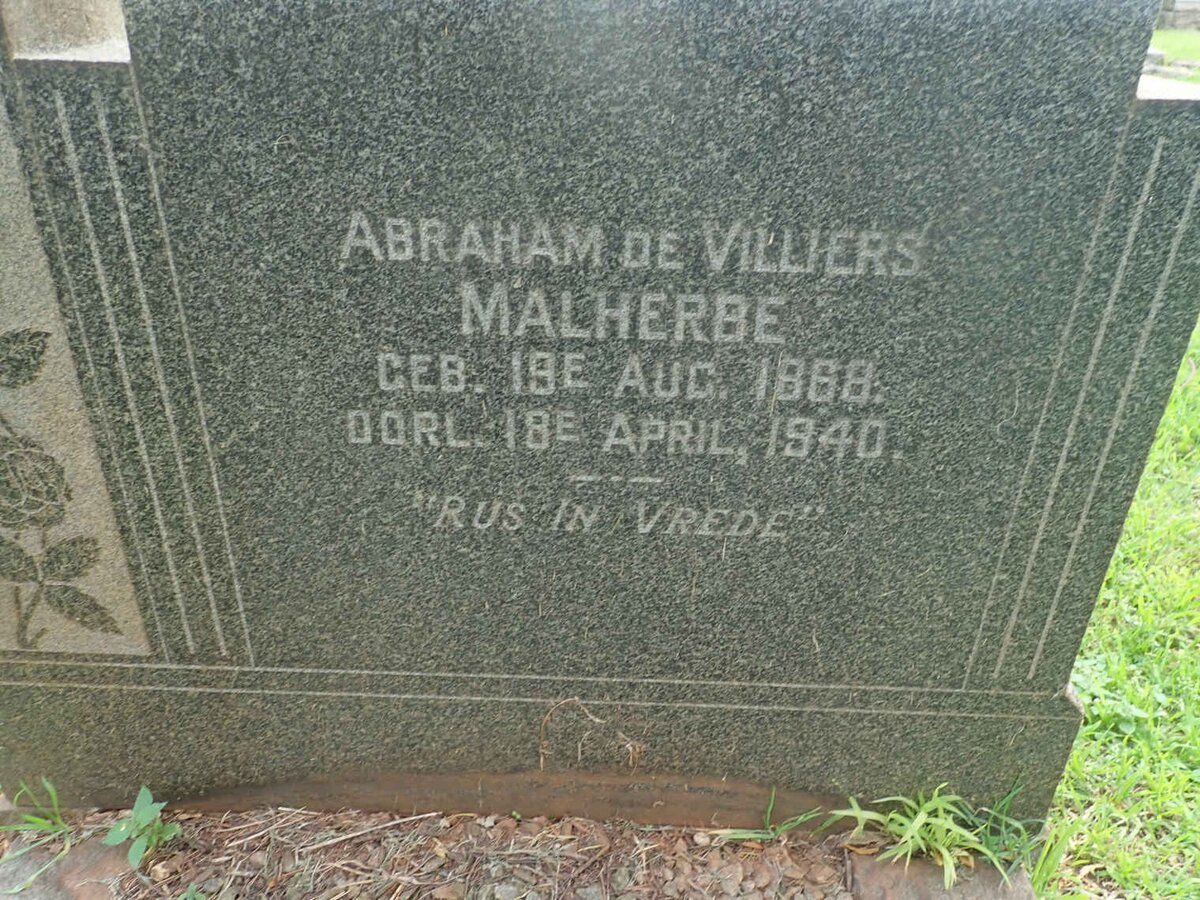 ABRAHAM DE VILLIERS
MALHERBE
GEB. 19E AUG. 1868.
OORL. 18E APRIL, 1940.
"RUS IN VREDE"